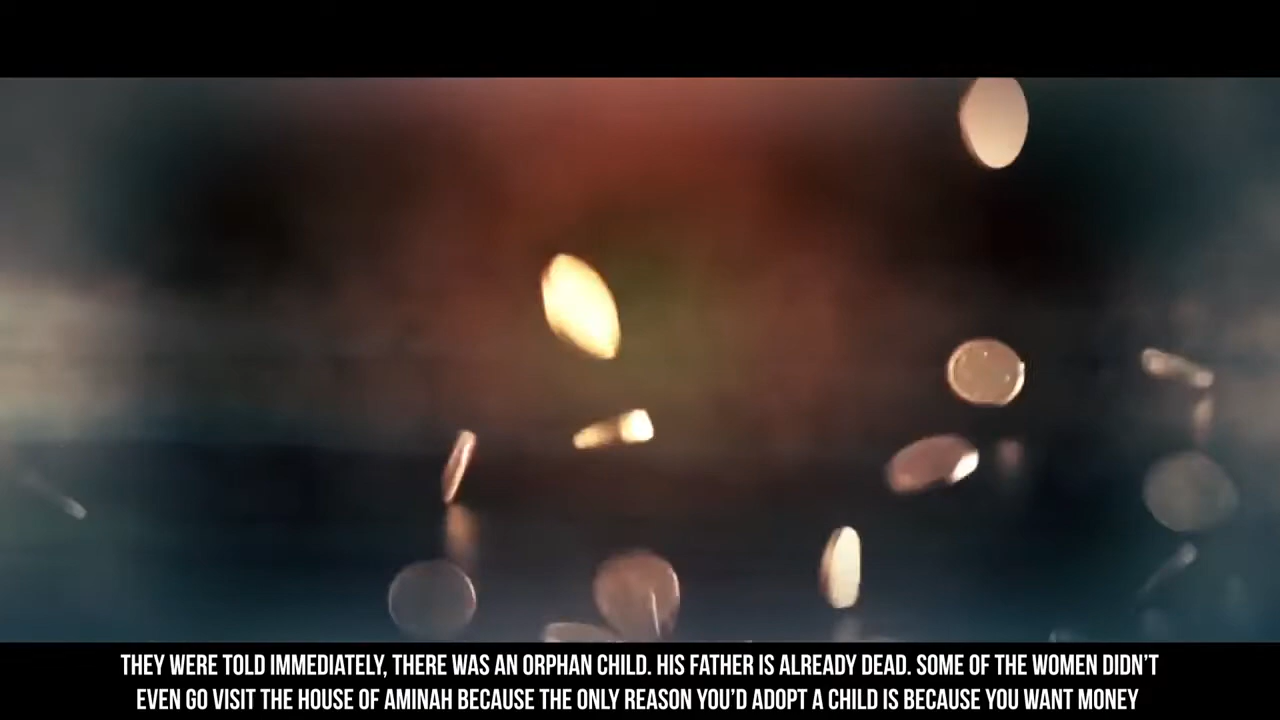 THEY WERE TOLD IMMEDIATELY, THERE WAS AN ORPHAN CHILD. HIS FATHER IS ALREADY DEAD. SOME OF THE WOMEN DIDN'T
EVEN GO VISIT THE HOUSE OF AMINAH BECAUSE THE ONLY REASON YOU'D ADOPT A CHILD IS BECAUSE YOU WANT MONEY